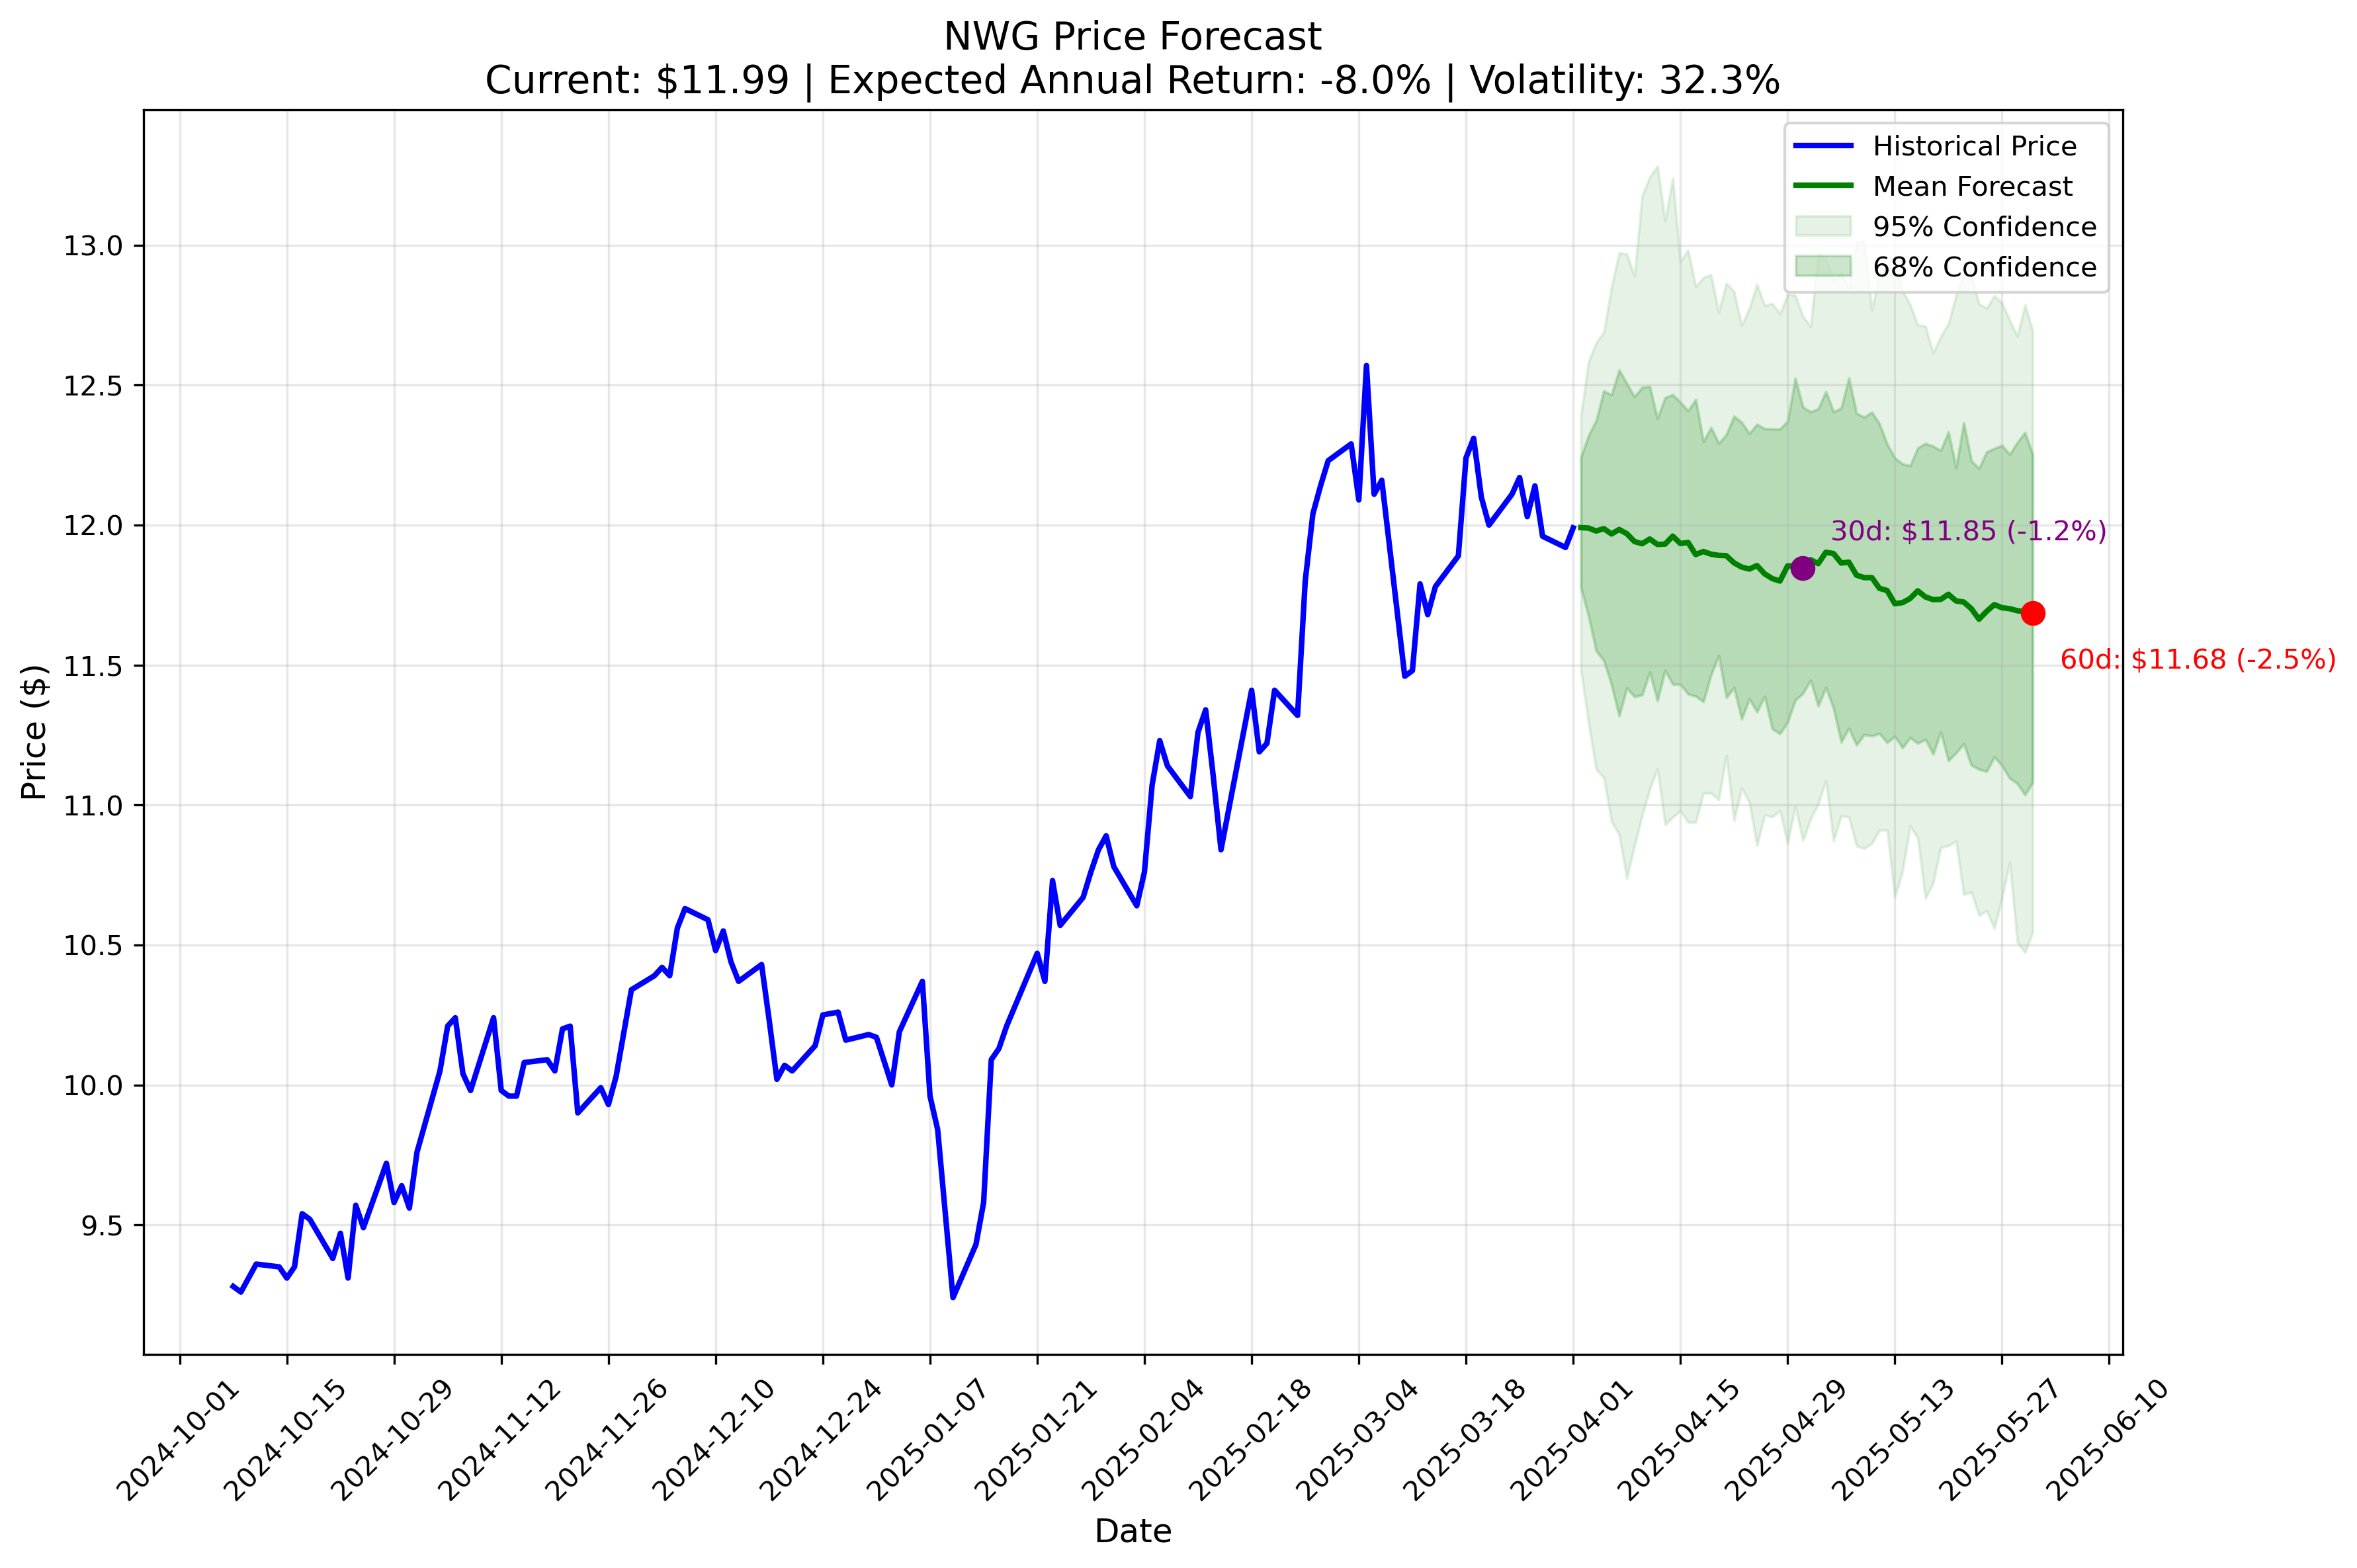 NWG Price Forecast
Current: $11.99 | Expected Annual Return: -8.0% | Volatility: 32.3%
Historical Price
Mean Forecast
95% Confidence
68% Confidence
13.0
12.5
12.0
11.5
11.0
10.5
10.0
9.5
Price ($)
30d: $11.85 (-1.2%)
60d: $11.68 (-2.5%)
2024-10-01
2024-10-15
2024-10-29
2024-11-12
2024-11-26
2024-12-10
2024-12-24
2025-01-07
2025-01-21
2025-02-04
2025-02-18
2025-03-04
2025-03-18
2025-04-01
2025-04-15
2025-04-29
2025-05-13
2025-05-27
2025-06-10
Date